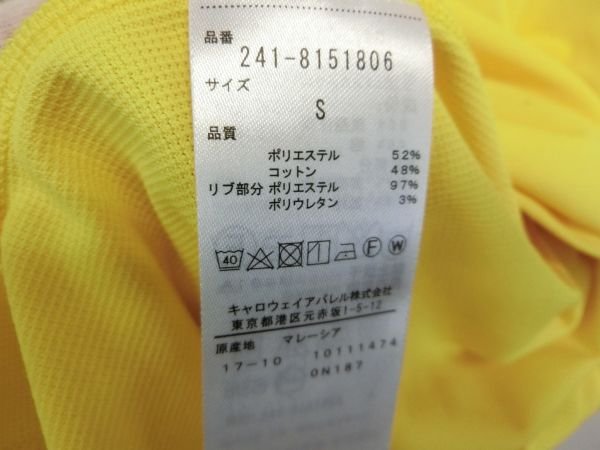 品番
241-8151806
サイズ
S
品質
ポリエステル 52%
コットン 48%
リブ部分 ポリエステル 97%
ポリウレタン 3%
40 F W
キャロウェイアパレル株式会社
東京都港区元赤坂1-5-12
原産地 マレーシア
17-10 10111474
0N187